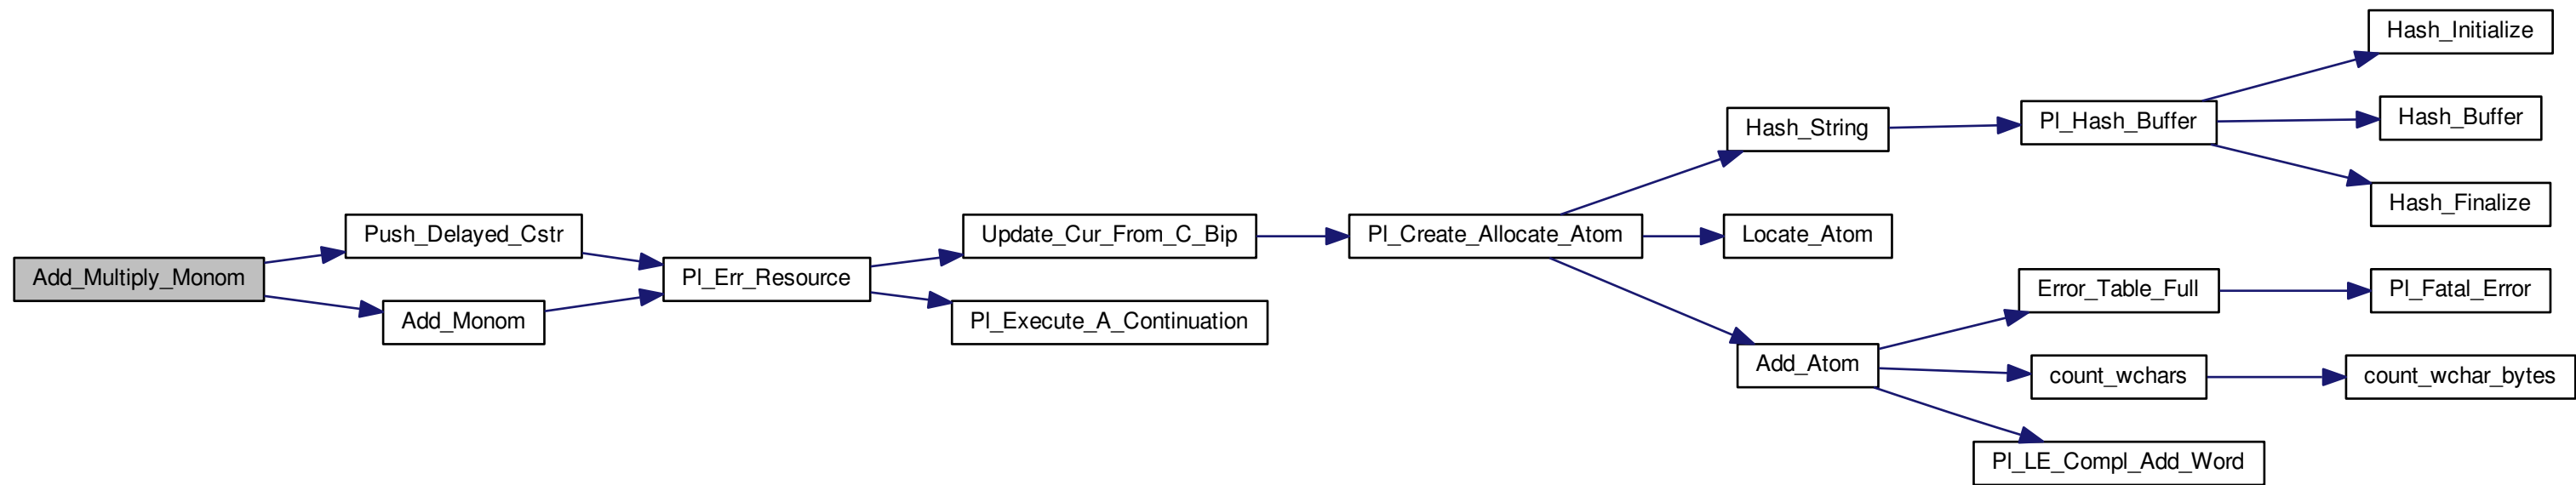 Add_Multiply_Monom
Push_Delayed_Cstr
Add_Monom
Pl_Err_Resource
Update_Cur_From_C_Bip
Pl_Execute_A_Continuation
Pl_Create_Allocate_Atom
Hash_String
Locate_Atom
Add_Atom
Pl_Hash_Buffer
Error_Table_Full
count_wchars
Pl_LE_Compl_Add_Word
Hash_Initialize
Hash_Buffer
Hash_Finalize
Pl_Fatal_Error
count_wchar_bytes